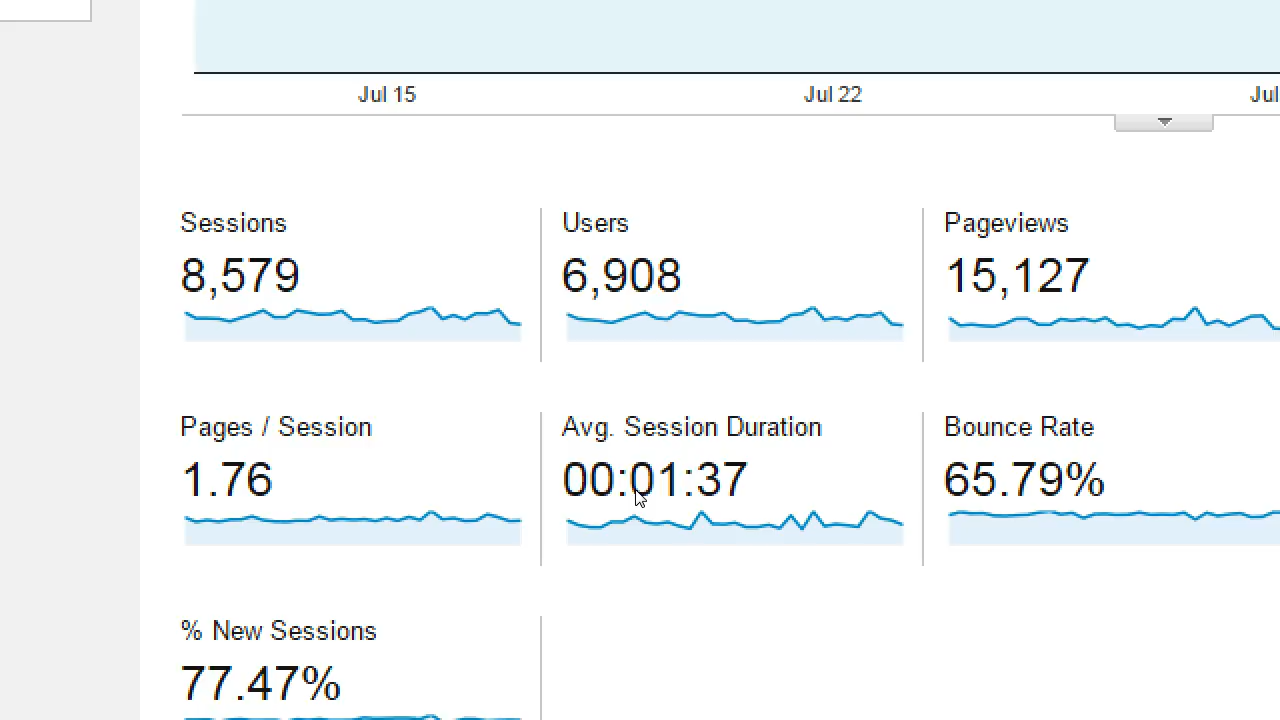 Jul 15 Jul 22 Jul
Sessions Users Pageviews
8,579 6,908 15,127
Pages / Session Avg. Session Duration Bounce Rate
1.76 00:01:37 65.79%
% New Sessions
77.47%